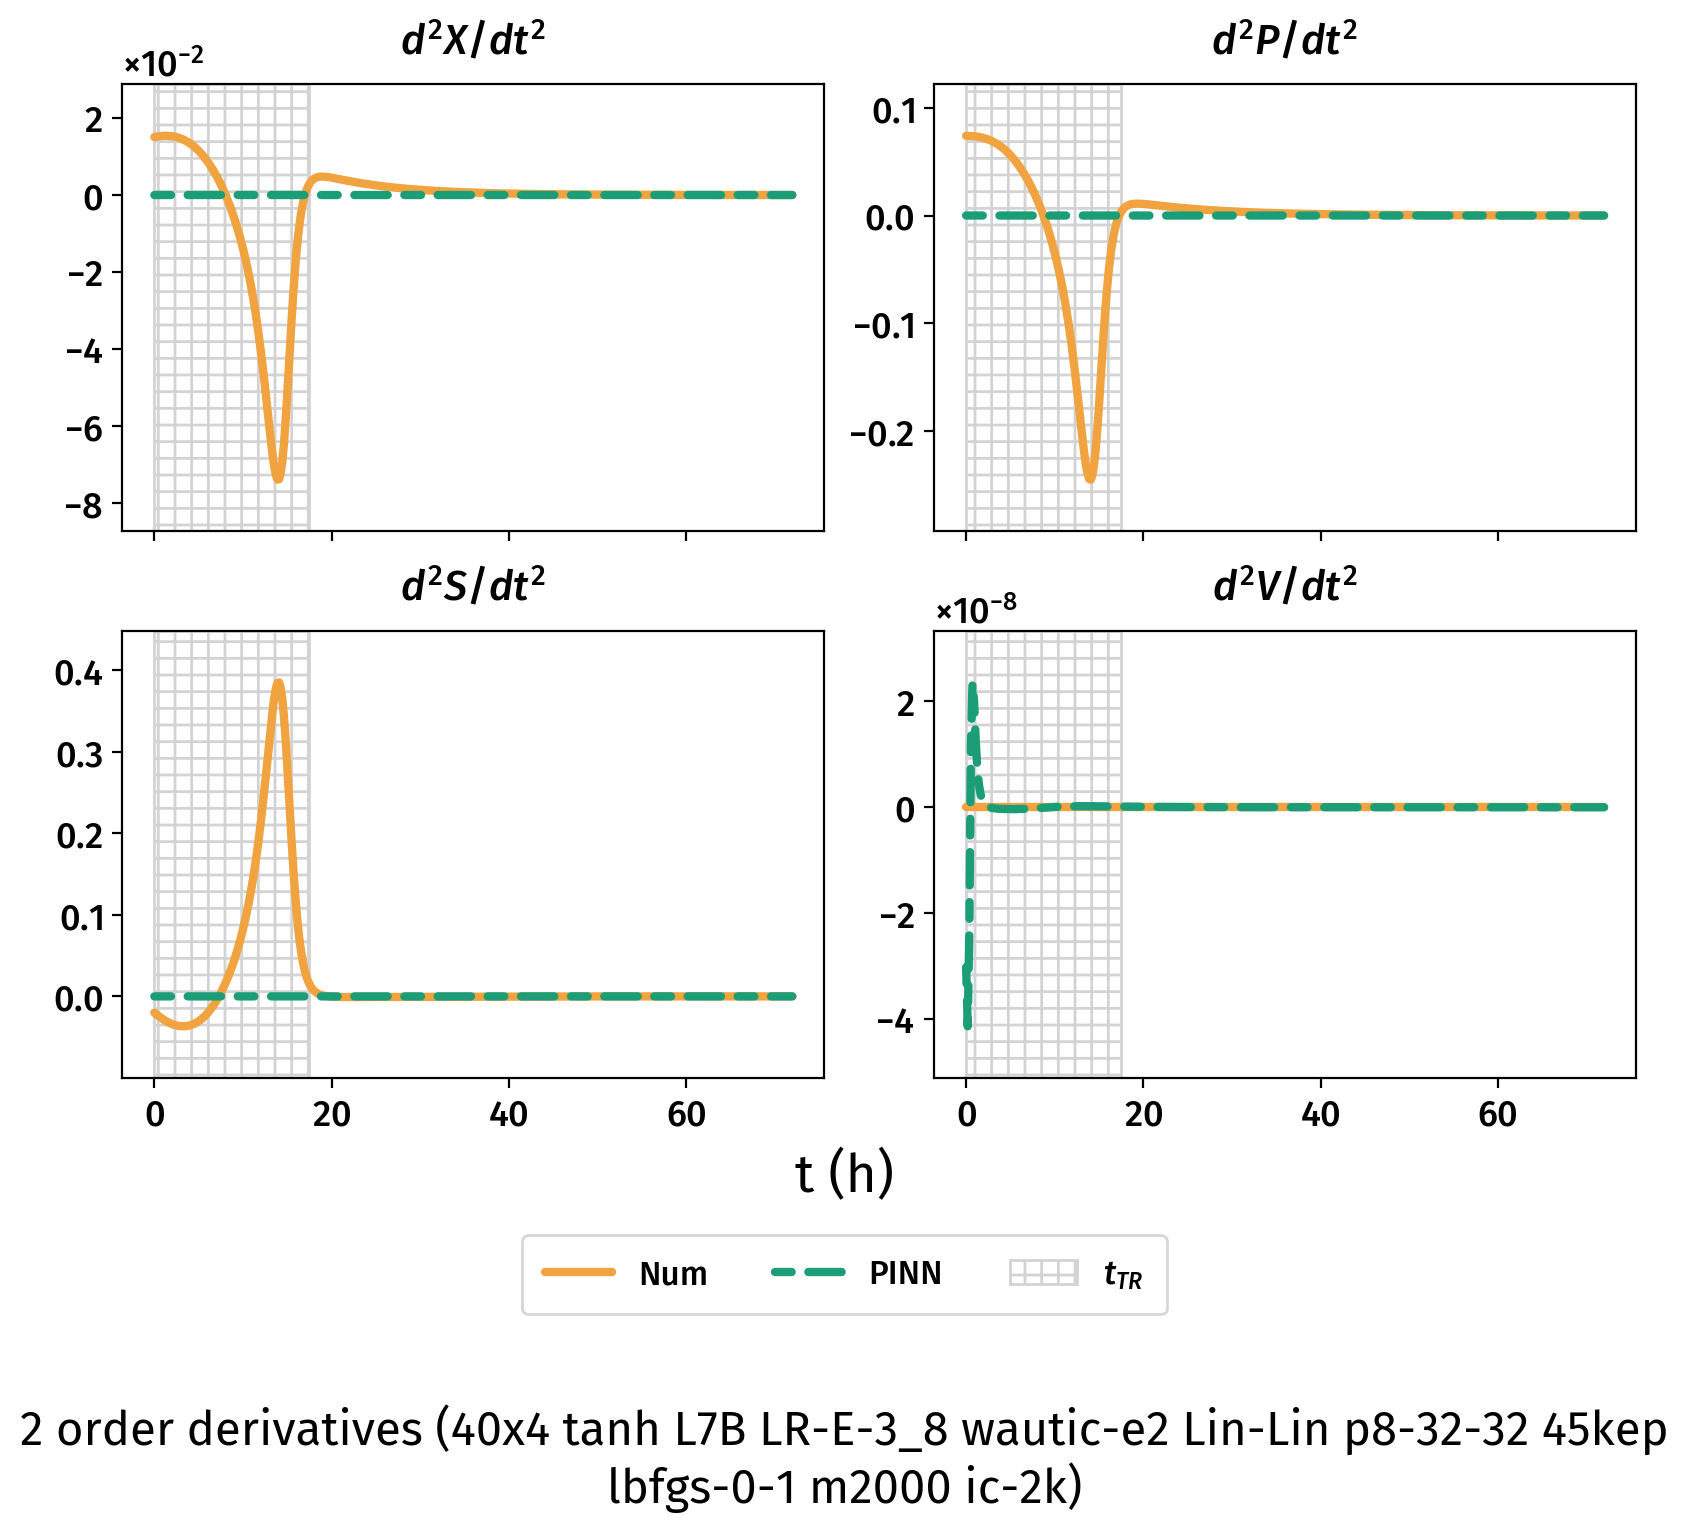 d²X/dt²
×10⁻²
2
0
−2
−4
−6
−8
d²P/dt²
0.1
0.0
−0.1
−0.2
d²S/dt²
0.4
0.3
0.2
0.1
0.0
0 20 40 60
d²V/dt²
×10⁻⁸
2
0
−2
−4
0 20 40 60
t (h)
Num PINN t_TR
2 order derivatives (40x4 tanh L7B LR-E-3_8 wautic-e2 Lin-Lin p8-32-32 45kep
lbfgs-0-1 m2000 ic-2k)